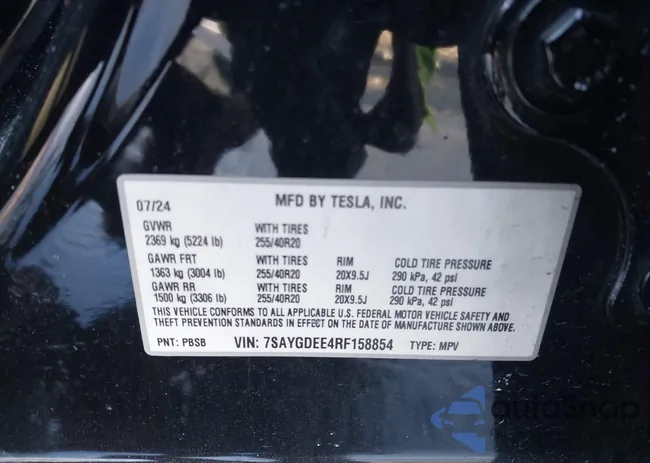 07/24 MFD BY TESLA, INC.
GVWR WITH TIRES
2369 kg (5224 lb) 255/40R20
GAWR FRT WITH TIRES RIM COLD TIRE PRESSURE
1363 kg (3004 lb) 255/40R20 20X9.5J 290 kPa, 42 psi
GAWR RR WITH TIRES RIM COLD TIRE PRESSURE
1500 kg (3306 lb) 255/40R20 20X9.5J 290 kPa, 42 psi
THIS VEHICLE CONFORMS TO ALL APPLICABLE U.S. FEDERAL MOTOR VEHICLE SAFETY AND
THEFT PREVENTION STANDARDS IN EFFECT ON THE DATE OF MANUFACTURE SHOWN ABOVE.
PNT: PBSB VIN: 7SAYGDEE4RF158854 TYPE: MPV
autosnap